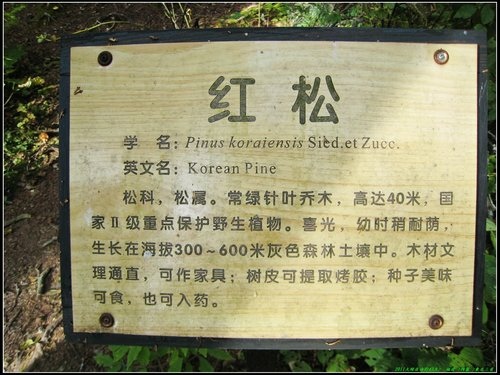 红松
学 名：Pinus koraiensis Sied.et Zucc.
英文名：Korean Pine
松科，松属。常绿针叶乔木，高达40米，国
家Ⅱ级重点保护野生植物。喜光，幼时稍耐荫，
生长在海拔300~600米灰色森林土壤中。木材文
理通直，可作家具；树皮可提取烤胶；种子美味
可食，也可入药。